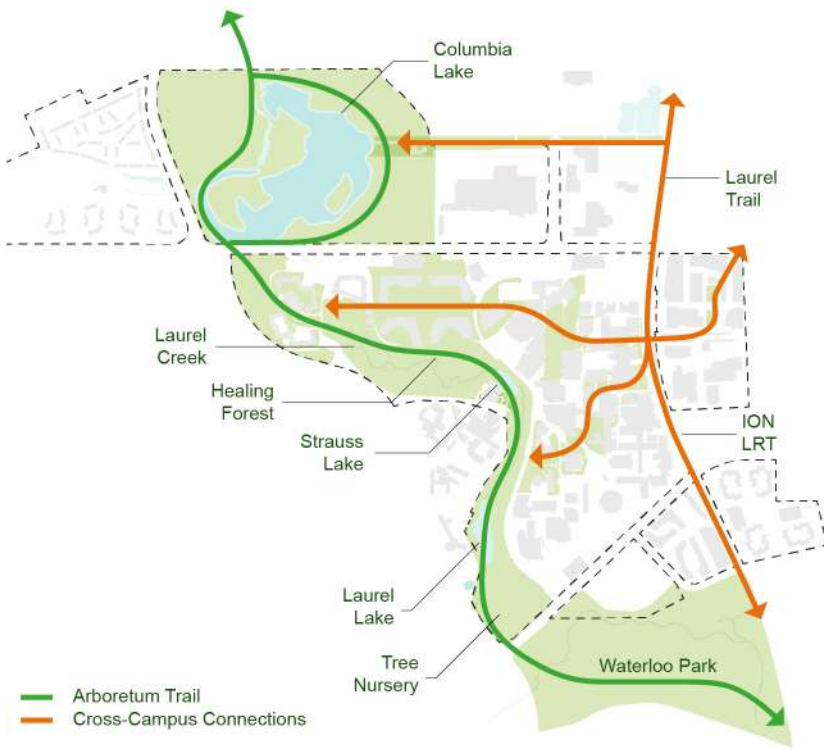 Columbia
Lake
Laurel
Trail
Laurel
Creek
Healing
Forest
Strauss
Lake
ION
LRT
Laurel
Lake
Tree
Nursery
Waterloo Park
Arboretum Trail
Cross-Campus Connections